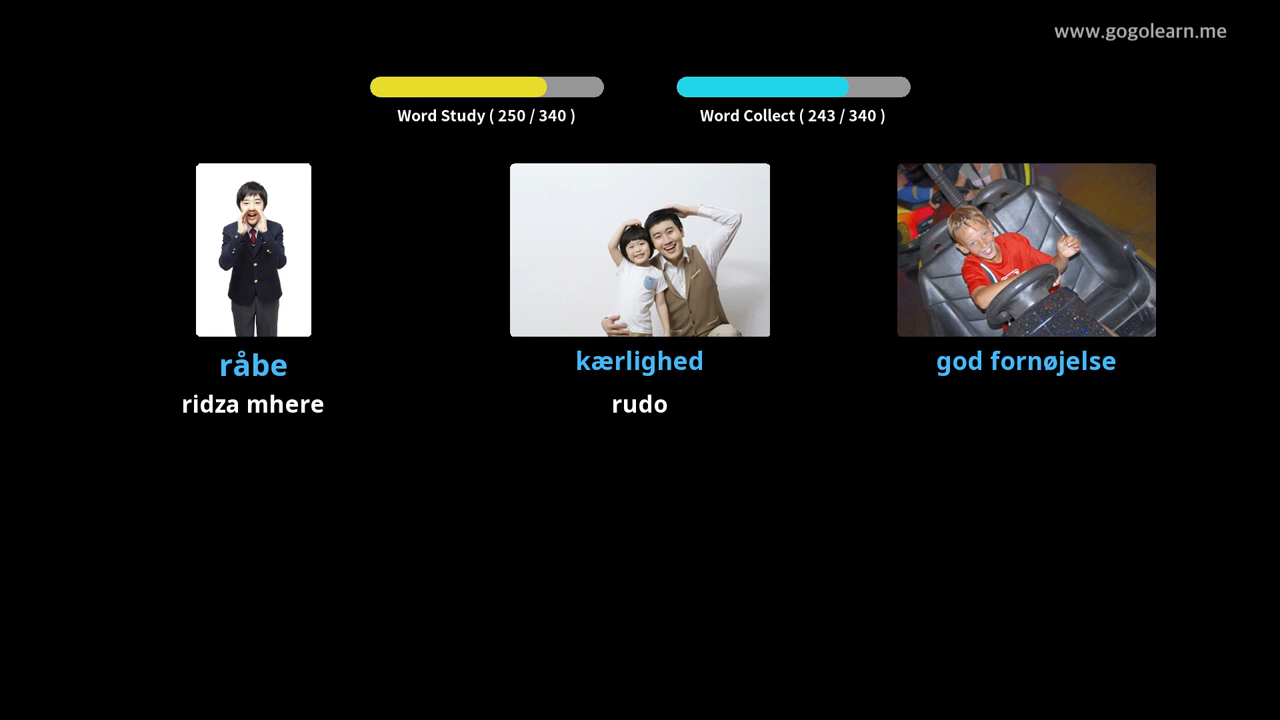 www.gogolearn.me
Word Study ( 250 / 340 )
Word Collect ( 243 / 340 )
råbe
kærlighed
god fornøjelse
ridza mhere
rudo